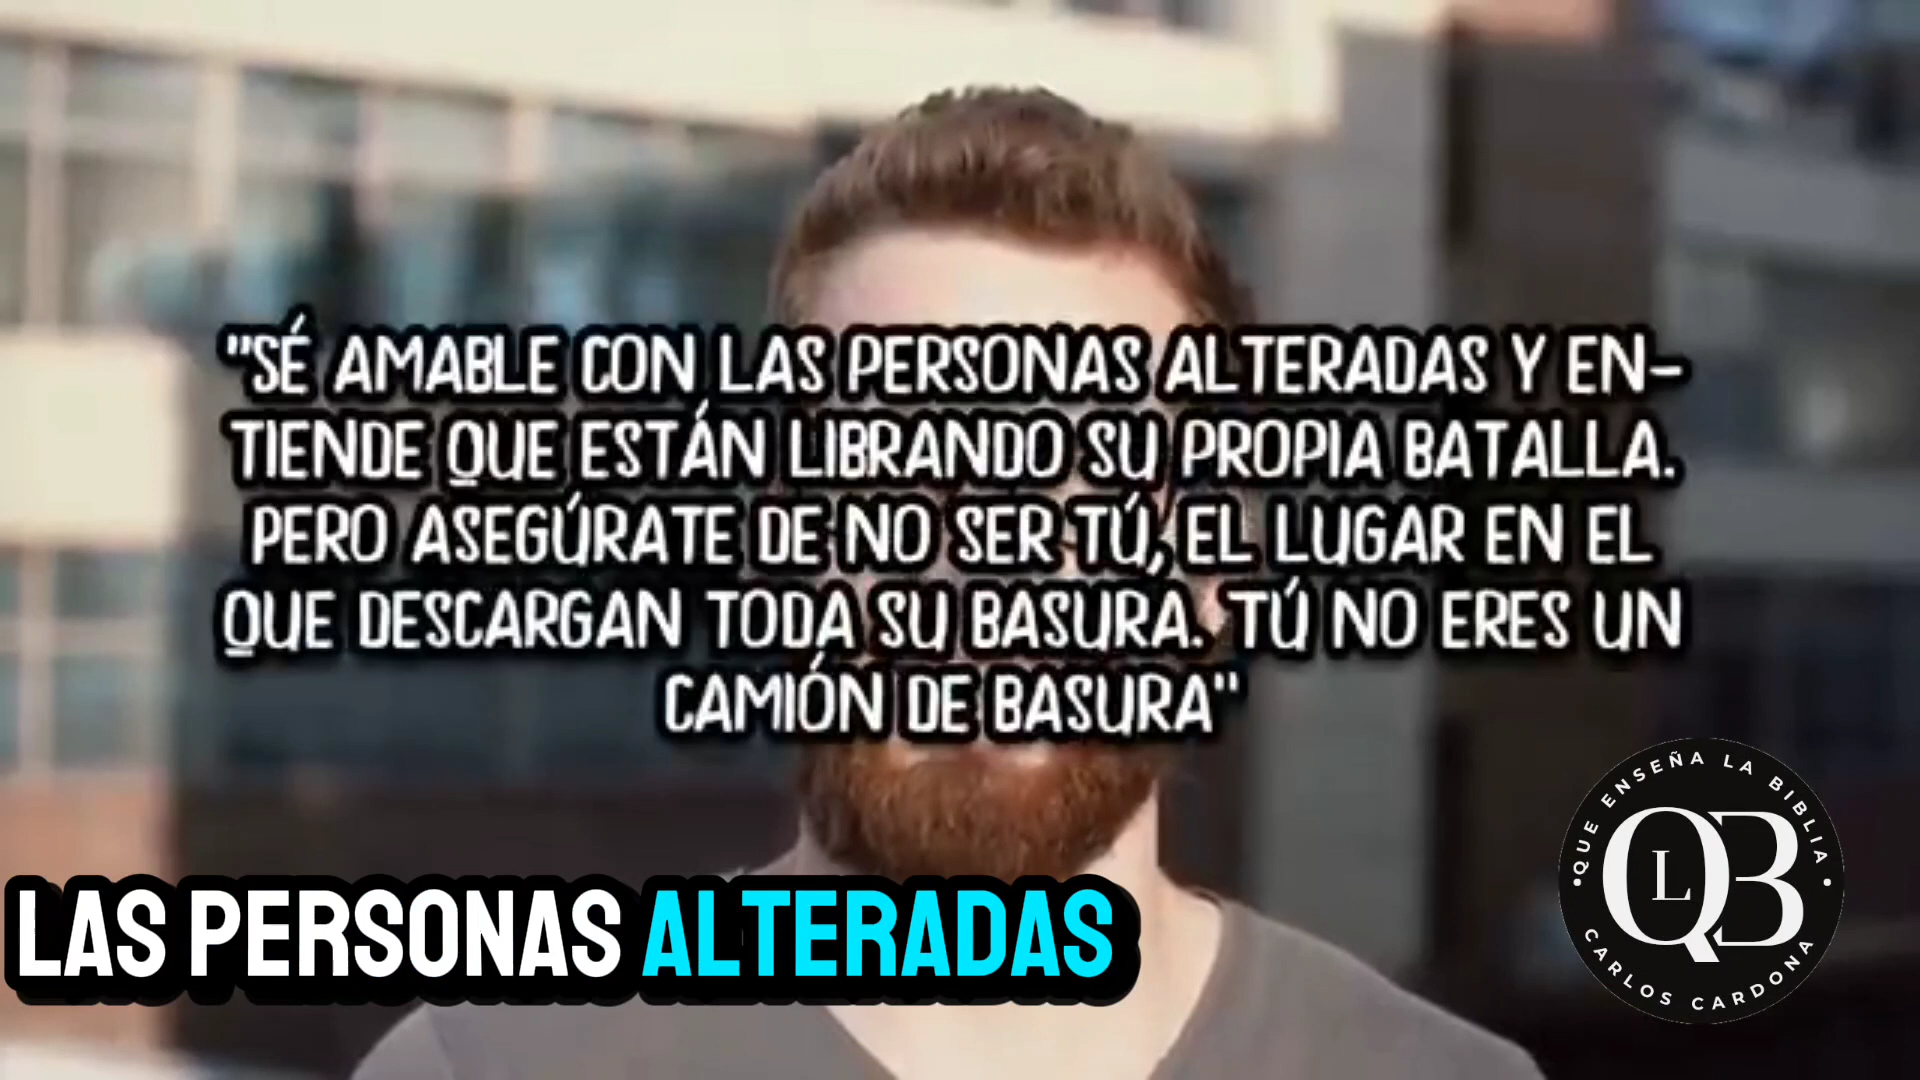 "SÉ AMABLE CON LAS PERSONAS ALTERADAS Y EN-
TIENDE QUE ESTÁN LIBRANDO SU PROPIA BATALLA.
PERO ASEGÚRATE DE NO SER TÚ, EL LUGAR EN EL
QUE DESCARGAN TODA SU BASURA. TÚ NO ERES UN
CAMIÓN DE BASURA"
LAS PERSONAS ALTERADAS
•QUE ENSEÑA LA BIBLIA•
QLB
CARLOS CARDONA